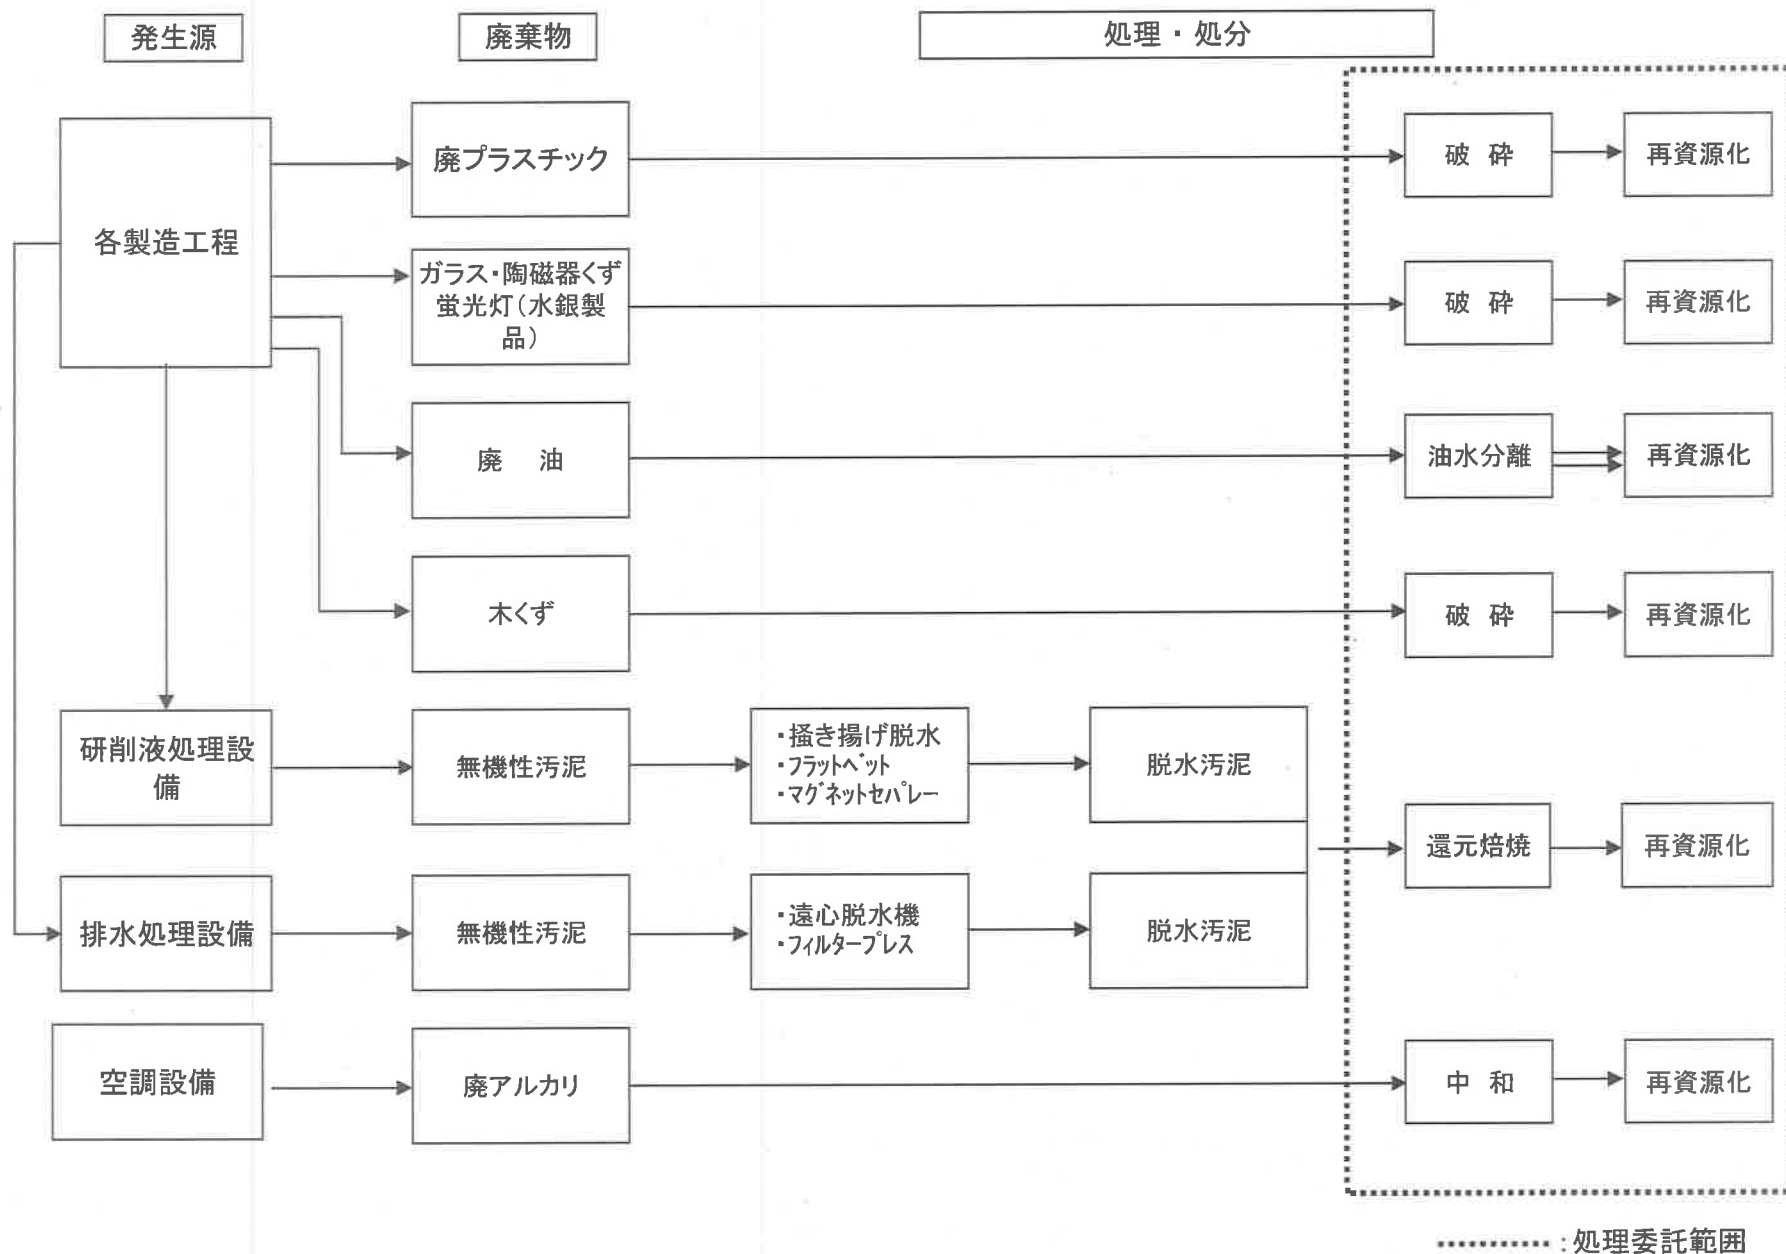 発生源
廃棄物
処理・処分
各製造工程
廃プラスチック
破 砕
再資源化
ガラス・陶磁器くず
蛍光灯(水銀製
品)
破 砕
再資源化
廃 油
油水分離
再資源化
木くず
破 砕
再資源化
研削液処理設
備
無機性汚泥
・掻き揚げ脱水
・フラットベット
・マグネットセパレー
脱水汚泥
還元焙焼
再資源化
排水処理設備
無機性汚泥
・遠心脱水機
・フィルタープレス
脱水汚泥
空調設備
廃アルカリ
中 和
再資源化
:処理委託範囲